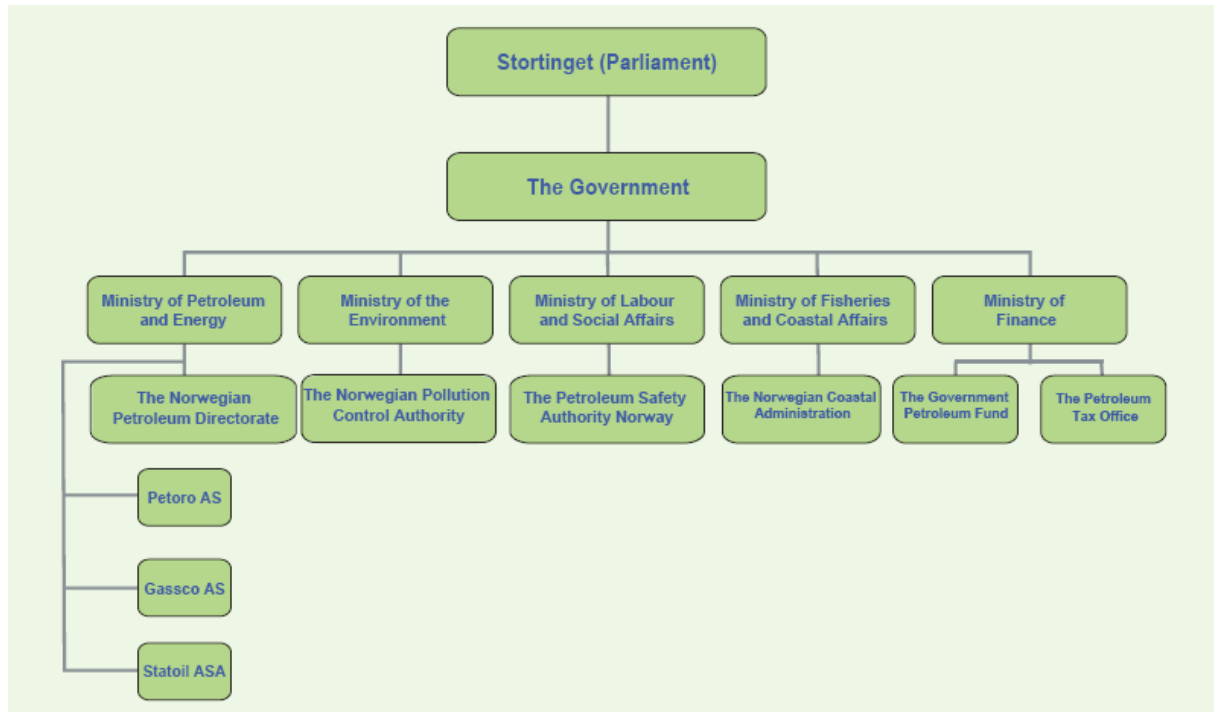 Stortinget (Parliament)
The Government
Ministry of Petroleum
and Energy
Ministry of the
Environment
Ministry of Labour
and Social Affairs
Ministry of Fisheries
and Coastal Affairs
Ministry of
Finance
The Norwegian
Petroleum Directorate
The Norwegian Pollution
Control Authority
The Petroleum Safety
Authority Norway
The Norwegian Coastal
Administration
The Government
Petroleum Fund
The Petroleum
Tax Office
Petoro AS
Gassco AS
Statoil ASA